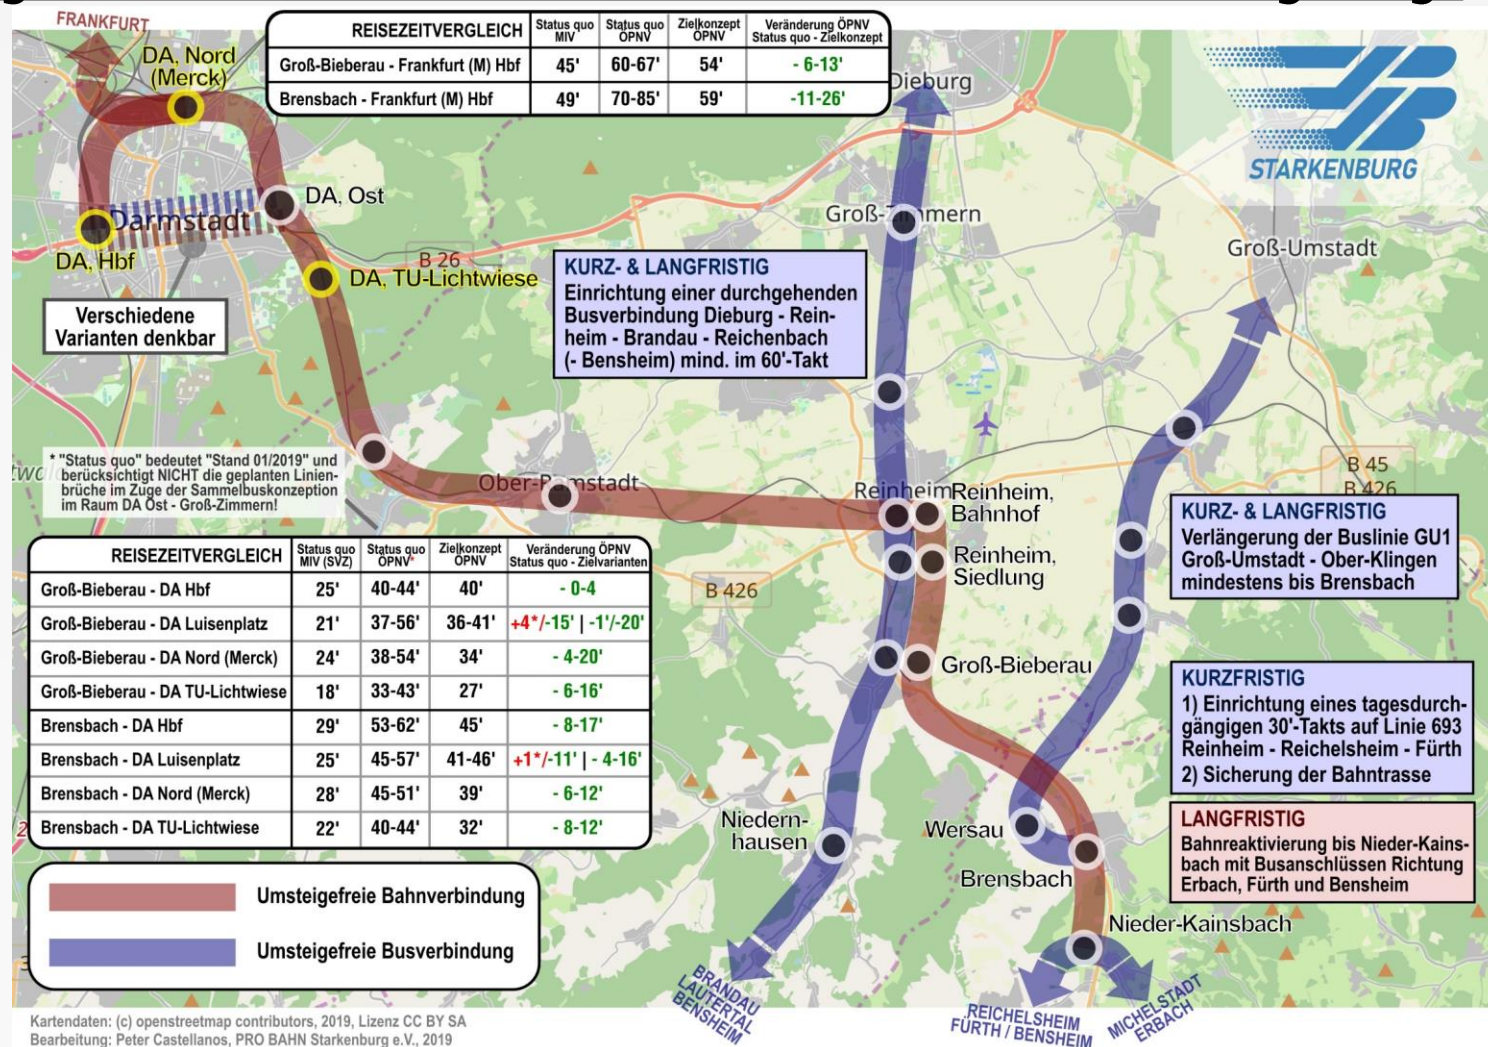 FRANKFURT
DA, Nord
(Merck)
REISEZEITVERGLEICH Status quo MIV Status quo ÖPNV Zielkonzept ÖPNV Veränderung ÖPNV Status quo - Zielkonzept
Groß-Bieberau - Frankfurt (M) Hbf 45' 60-67' 54' - 6-13'
Brensbach - Frankfurt (M) Hbf 49' 70-85' 59' -11-26'
Dieburg
STARKENBURG
DA, Ost
Darmstadt
DA, Hbf
B 26
DA, TU-Lichtwiese
Groß-Zimmern
Groß-Umstadt
Verschiedene
Varianten denkbar
KURZ- & LANGFRISTIG
Einrichtung einer durchgehenden
Busverbindung Dieburg - Rein-
heim - Brandau - Reichenbach
(- Bensheim) mind. im 60'-Takt
* "Status quo" bedeutet "Stand 01/2019" und
berücksichtigt NICHT die geplanten Linien-
brüche im Zuge der Sammelbuskonzeption
im Raum DA Ost - Groß-Zimmern!
Ober-Ramstadt
Reinheim
Reinheim,
Bahnhof
Reinheim,
Siedlung
B 45
B 426
B 426
KURZ- & LANGFRISTIG
Verlängerung der Buslinie GU1
Groß-Umstadt - Ober-Klingen
mindestens bis Brensbach
REISEZEITVERGLEICH Status quo MIV (SVZ) Status quo ÖPNV* Zielkonzept ÖPNV Veränderung ÖPNV Status quo - Zielvarianten
Groß-Bieberau - DA Hbf 25' 40-44' 40' - 0-4
Groß-Bieberau - DA Luisenplatz 21' 37-56' 36-41' +4*/-15' | -1'/-20'
Groß-Bieberau - DA Nord (Merck) 24' 38-54' 34' - 4-20'
Groß-Bieberau - DA TU-Lichtwiese 18' 33-43' 27' - 6-16'
Brensbach - DA Hbf 29' 53-62' 45' - 8-17'
Brensbach - DA Luisenplatz 25' 45-57' 41-46' +1*/-11' | - 4-16'
Brensbach - DA Nord (Merck) 28' 45-51' 39' - 6-12'
Brensbach - DA TU-Lichtwiese 22' 40-44' 32' - 8-12'
Groß-Bieberau
KURZFRISTIG
1) Einrichtung eines tagesdurch-
gängigen 30'-Takts auf Linie 693
Reinheim - Reichelsheim - Fürth
2) Sicherung der Bahntrasse
LANGFRISTIG
Bahnreaktivierung bis Nieder-Kains-
bach mit Busanschlüssen Richtung
Erbach, Fürth und Bensheim
Niedern-
hausen
Wersau
Brensbach
Nieder-Kainsbach
Umsteigefreie Bahnverbindung
Umsteigefreie Busverbindung
BRANDAU
LAUTERTAL
BENSHEIM
REICHELSHEIM
FÜRTH / BENSHEIM
MICHELSTADT
ERBACH
Kartendaten: (c) openstreetmap contributors, 2019, Lizenz CC BY SA
Bearbeitung: Peter Castellanos, PRO BAHN Starkenburg e.V., 2019